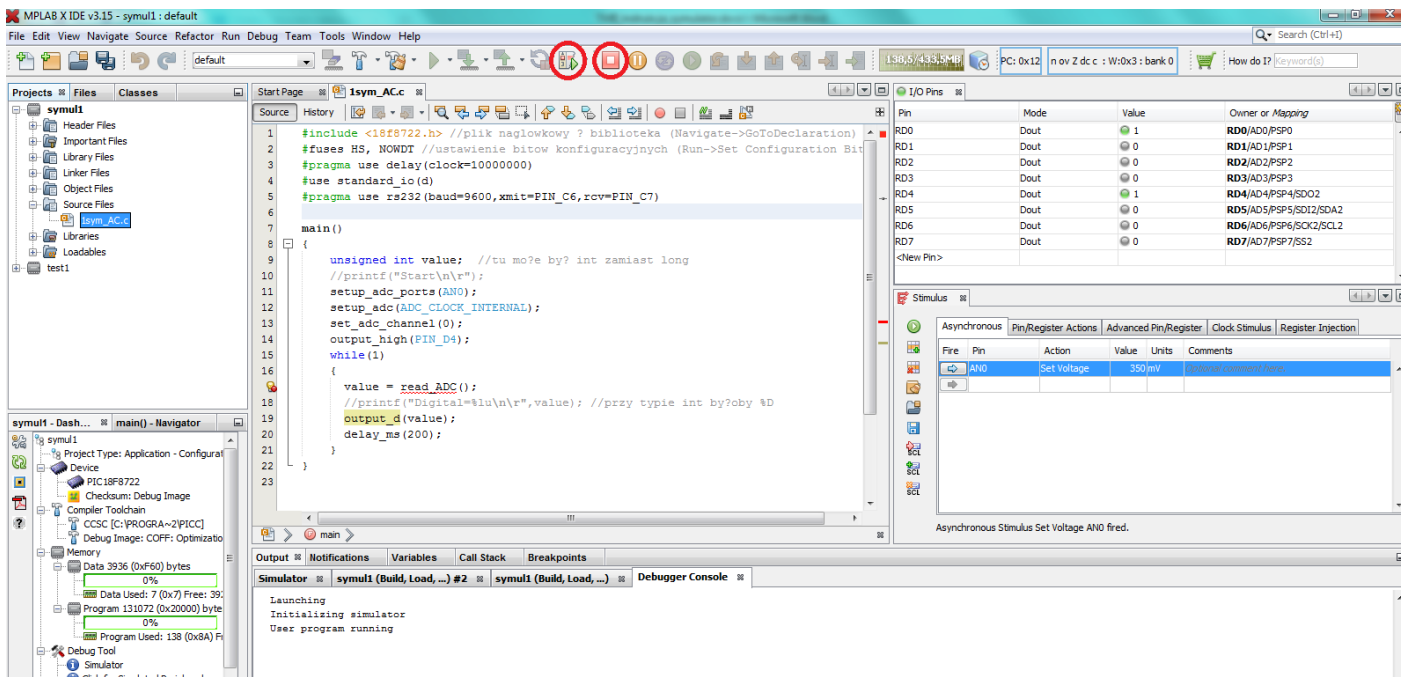 MPLAB X IDE v3.15 - symul1 : default
File Edit View Navigate Source Refactor Run Debug Team Tools Window Help
Search (Ctrl+I)
default
138,5/433,5MB
PC: 0x12
n ov Z dc c : W:0x3 : bank 0
How do I? Keyword(s)
Projects Files Classes
symul1
Header Files
Important Files
Library Files
Linker Files
Object Files
Source Files
1sym_AC.c
Libraries
Loadables
test1
Start Page 1sym_AC.c
Source History
1 #include <18f8722.h> //plik naglowkowy ? biblioteka (Navigate->GoToDeclaration)
2 #fuses HS, NOWDT //ustawienie bitow konfiguracyjnych (Run->Set Configuration Bit
3 #pragma use delay(clock=10000000)
4 #use standard_io(d)
5 #pragma use rs232(baud=9600,xmit=PIN_C6,rcv=PIN_C7)
6
7 main()
8 {
9 unsigned int value; //tu mo?e by? int zamiast long
10 //printf("Start\n\r");
11 setup_adc_ports(AN0);
12 setup_adc(ADC_CLOCK_INTERNAL);
13 set_adc_channel(0);
14 output_high(PIN_D4);
15 while(1)
16 {
value = read_ADC();
18 //printf("Digital=%lu\n\r",value); //przy typie int by?oby %D
19 output_d(value);
20 delay_ms(200);
21 }
22 }
23
main
I/O Pins
Pin Mode Value Owner or Mapping
RD0 Dout 1 RD0/AD0/PSP0
RD1 Dout 0 RD1/AD1/PSP1
RD2 Dout 0 RD2/AD2/PSP2
RD3 Dout 0 RD3/AD3/PSP3
RD4 Dout 1 RD4/AD4/PSP4/SDO2
RD5 Dout 0 RD5/AD5/PSP5/SDI2/SDA2
RD6 Dout 0 RD6/AD6/PSP6/SCK2/SCL2
RD7 Dout 0 RD7/AD7/PSP7/SS2
<New Pin>
Stimulus
Asynchronous Pin/Register Actions Advanced Pin/Register Clock Stimulus Register Injection
Fire Pin Action Value Units Comments
AN0 Set Voltage 350 mV
SCL
SCL
SCL
Asynchronous Stimulus Set Voltage AN0 fired.
symul1 - Dash... main() - Navigator
symul1
Project Type: Application - Configurat
Device
PIC18F8722
Checksum: Debug Image
Compiler Toolchain
CCSC [C:\PROGRA~2\PICC]
Debug Image: COFF: Optimizatio
Memory
Data 3936 (0xF60) bytes
0%
Data Used: 7 (0x7) Free: 392
Program 131072 (0x20000) byte
0%
Program Used: 138 (0x8A) Fr
Debug Tool
Simulator
Output Notifications Variables Call Stack Breakpoints
Simulator symul1 (Build, Load, ...) #2 symul1 (Build, Load, ...) Debugger Console
Launching
Initializing simulator
User program running